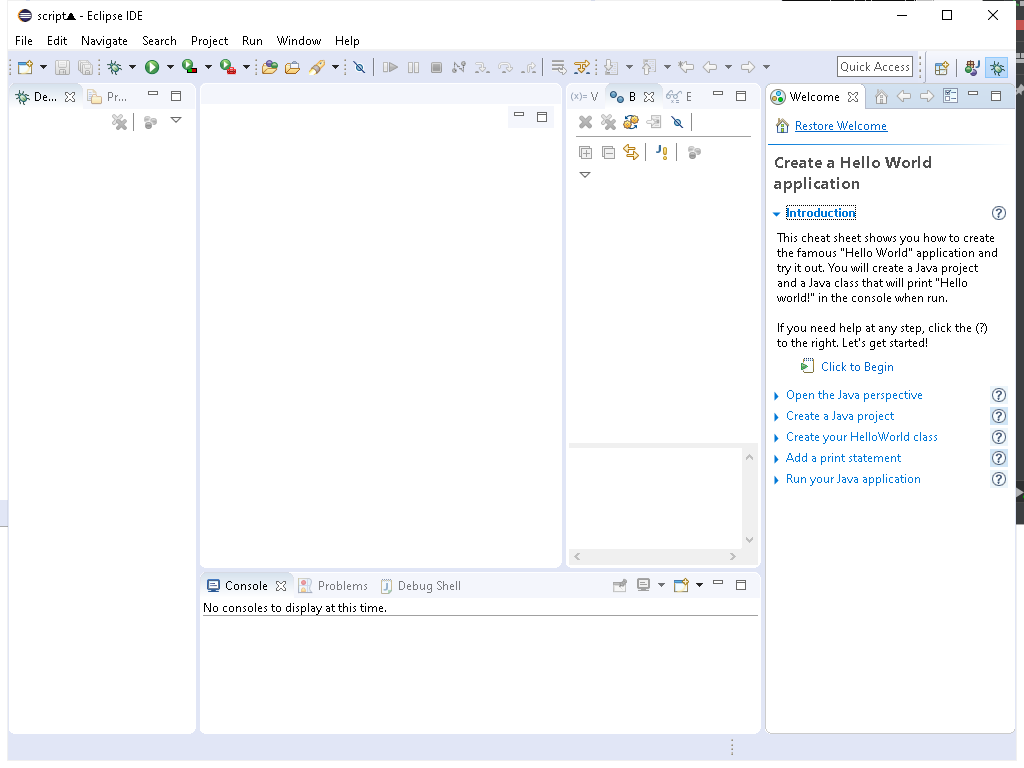 script▲ - Eclipse IDE
File Edit Navigate Search Project Run Window Help
Quick Access
De...
Pr...
(x)= V
B
E
Welcome
Restore Welcome
Create a Hello World
application
Introduction
This cheat sheet shows you how to create
the famous "Hello World" application and
try it out. You will create a Java project
and a Java class that will print "Hello
world!" in the console when run.
If you need help at any step, click the (?)
to the right. Let's get started!
Click to Begin
Open the Java perspective
Create a Java project
Create your HelloWorld class
Add a print statement
Run your Java application
Console
Problems
Debug Shell
No consoles to display at this time.